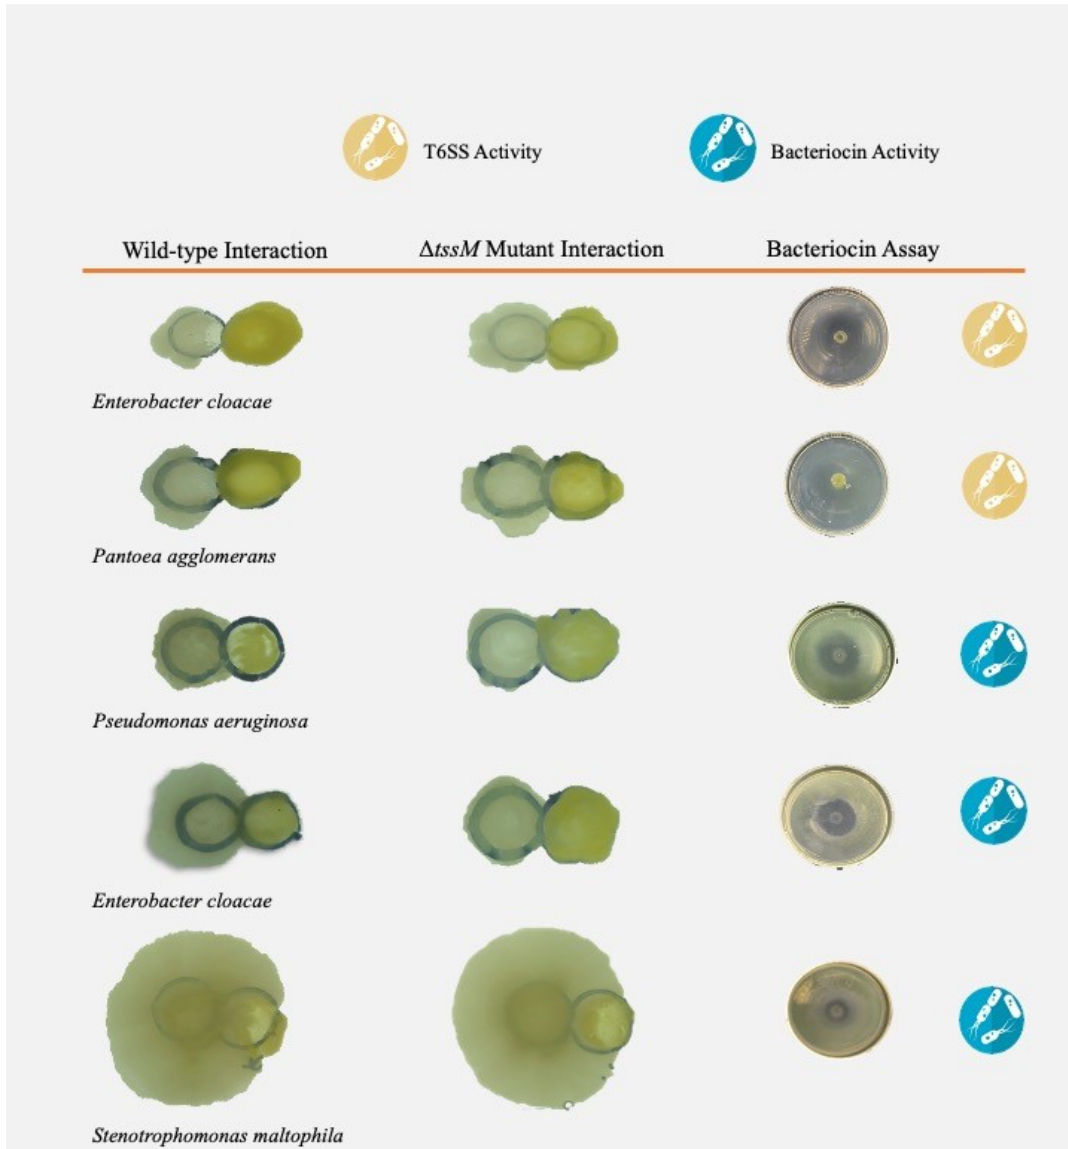 T6SS Activity
Bacteriocin Activity
Wild-type Interaction
ΔtssM Mutant Interaction
Bacteriocin Assay
Enterobacter cloacae
Pantoea agglomerans
Pseudomonas aeruginosa
Enterobacter cloacae
Stenotrophomonas maltophila